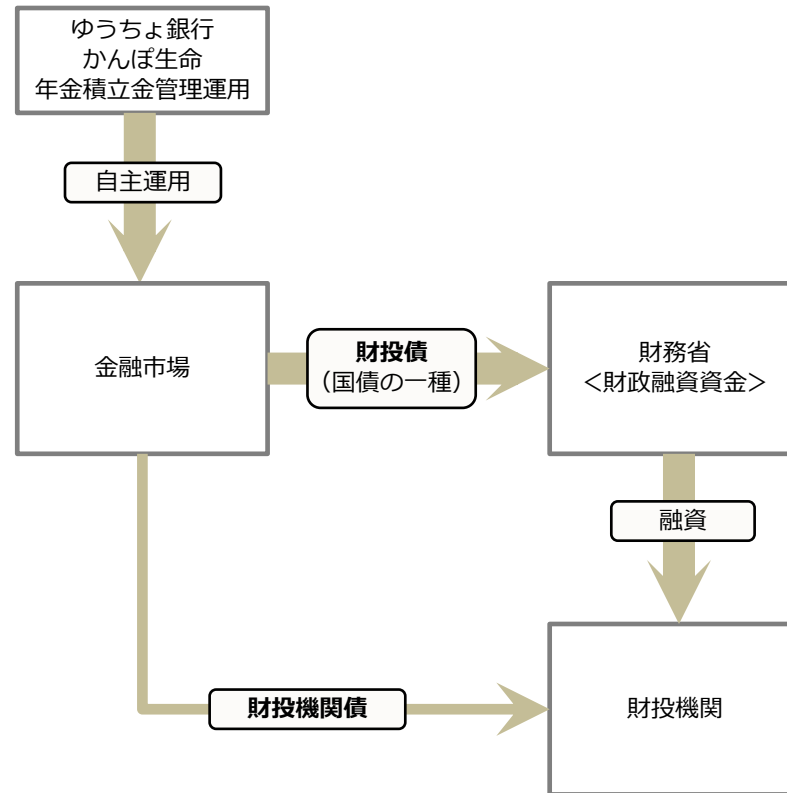 ゆうちょ銀行
かんぽ生命
年金積立金管理運用
自主運用
金融市場
財投債
（国債の一種）
財務省
＜財政融資資金＞
融資
財投機関債
財投機関